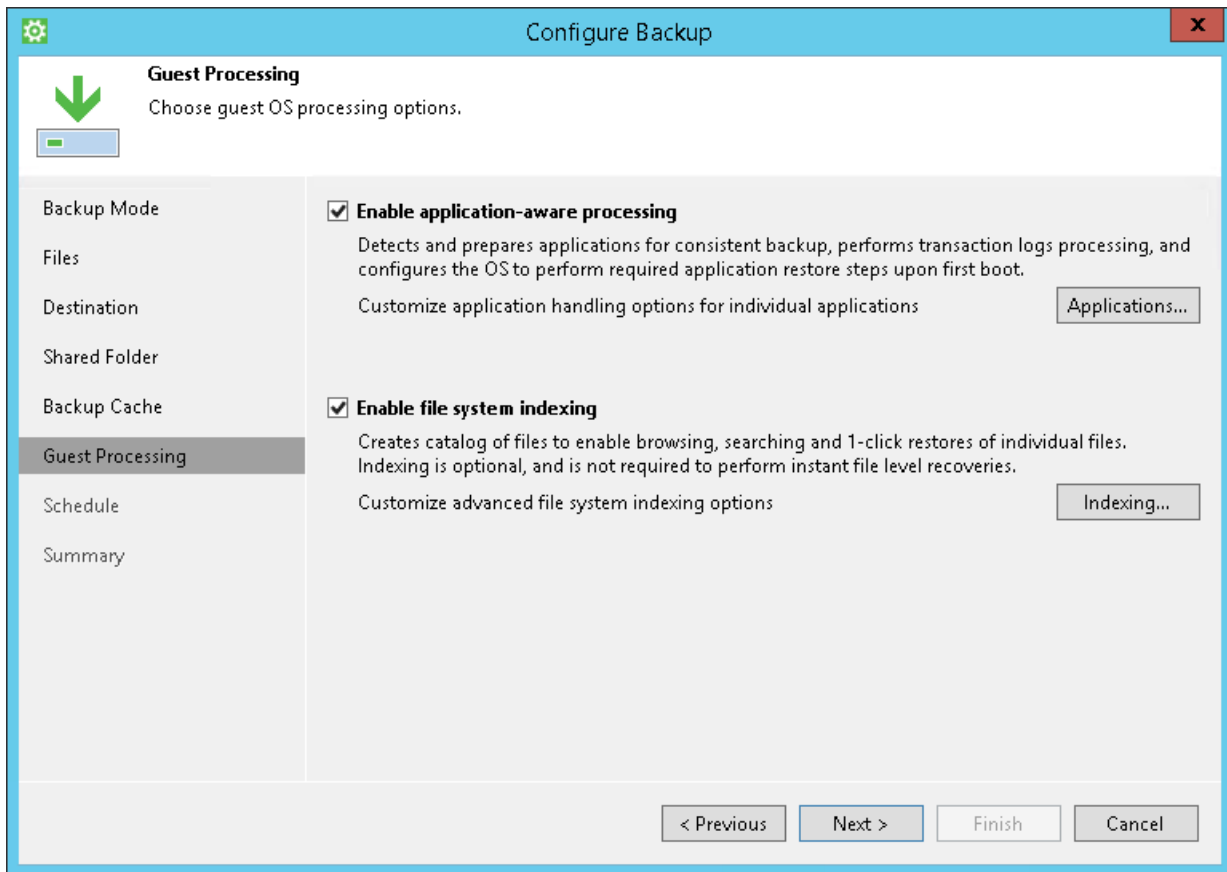 Configure Backup
x
Guest Processing
Choose guest OS processing options.
Backup Mode
Files
Destination
Shared Folder
Backup Cache
Guest Processing
Schedule
Summary
Enable application-aware processing
Detects and prepares applications for consistent backup, performs transaction logs processing, and
configures the OS to perform required application restore steps upon first boot.
Customize application handling options for individual applications
Applications...
Enable file system indexing
Creates catalog of files to enable browsing, searching and 1-click restores of individual files.
Indexing is optional, and is not required to perform instant file level recoveries.
Customize advanced file system indexing options
Indexing...
< Previous
Next >
Finish
Cancel